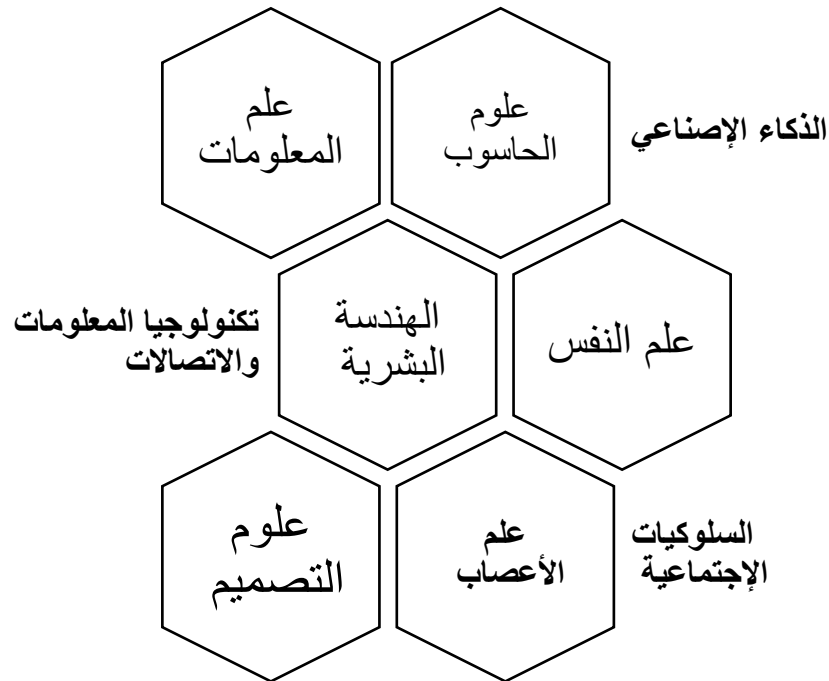 الذكاء الإصناعي
علوم
الحاسوب
علم
المعلومات
علم النفس
الهندسة
البشرية
تكنولوجيا المعلومات
والاتصالات
السلوكيات
الإجتماعية
علم
الأعصاب
علوم
التصميم